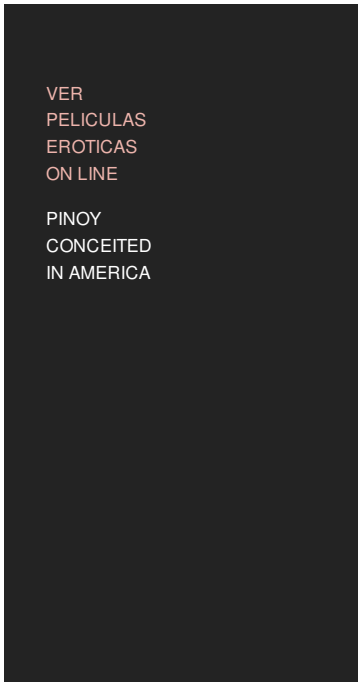 VER
PELICULAS
EROTICAS
ON LINE
PINOY
CONCEITED
IN AMERICA